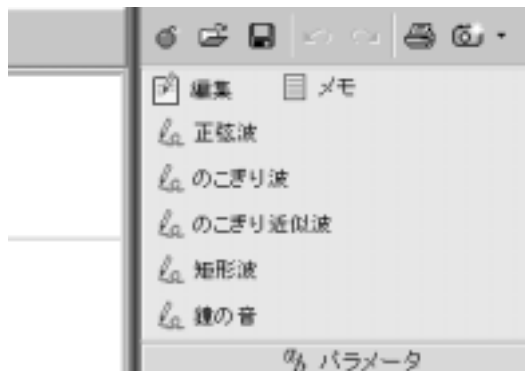 編集 メモ
正弦波
のこぎり波
のこぎり近似波
矩形波
鐘の音
パラメータ